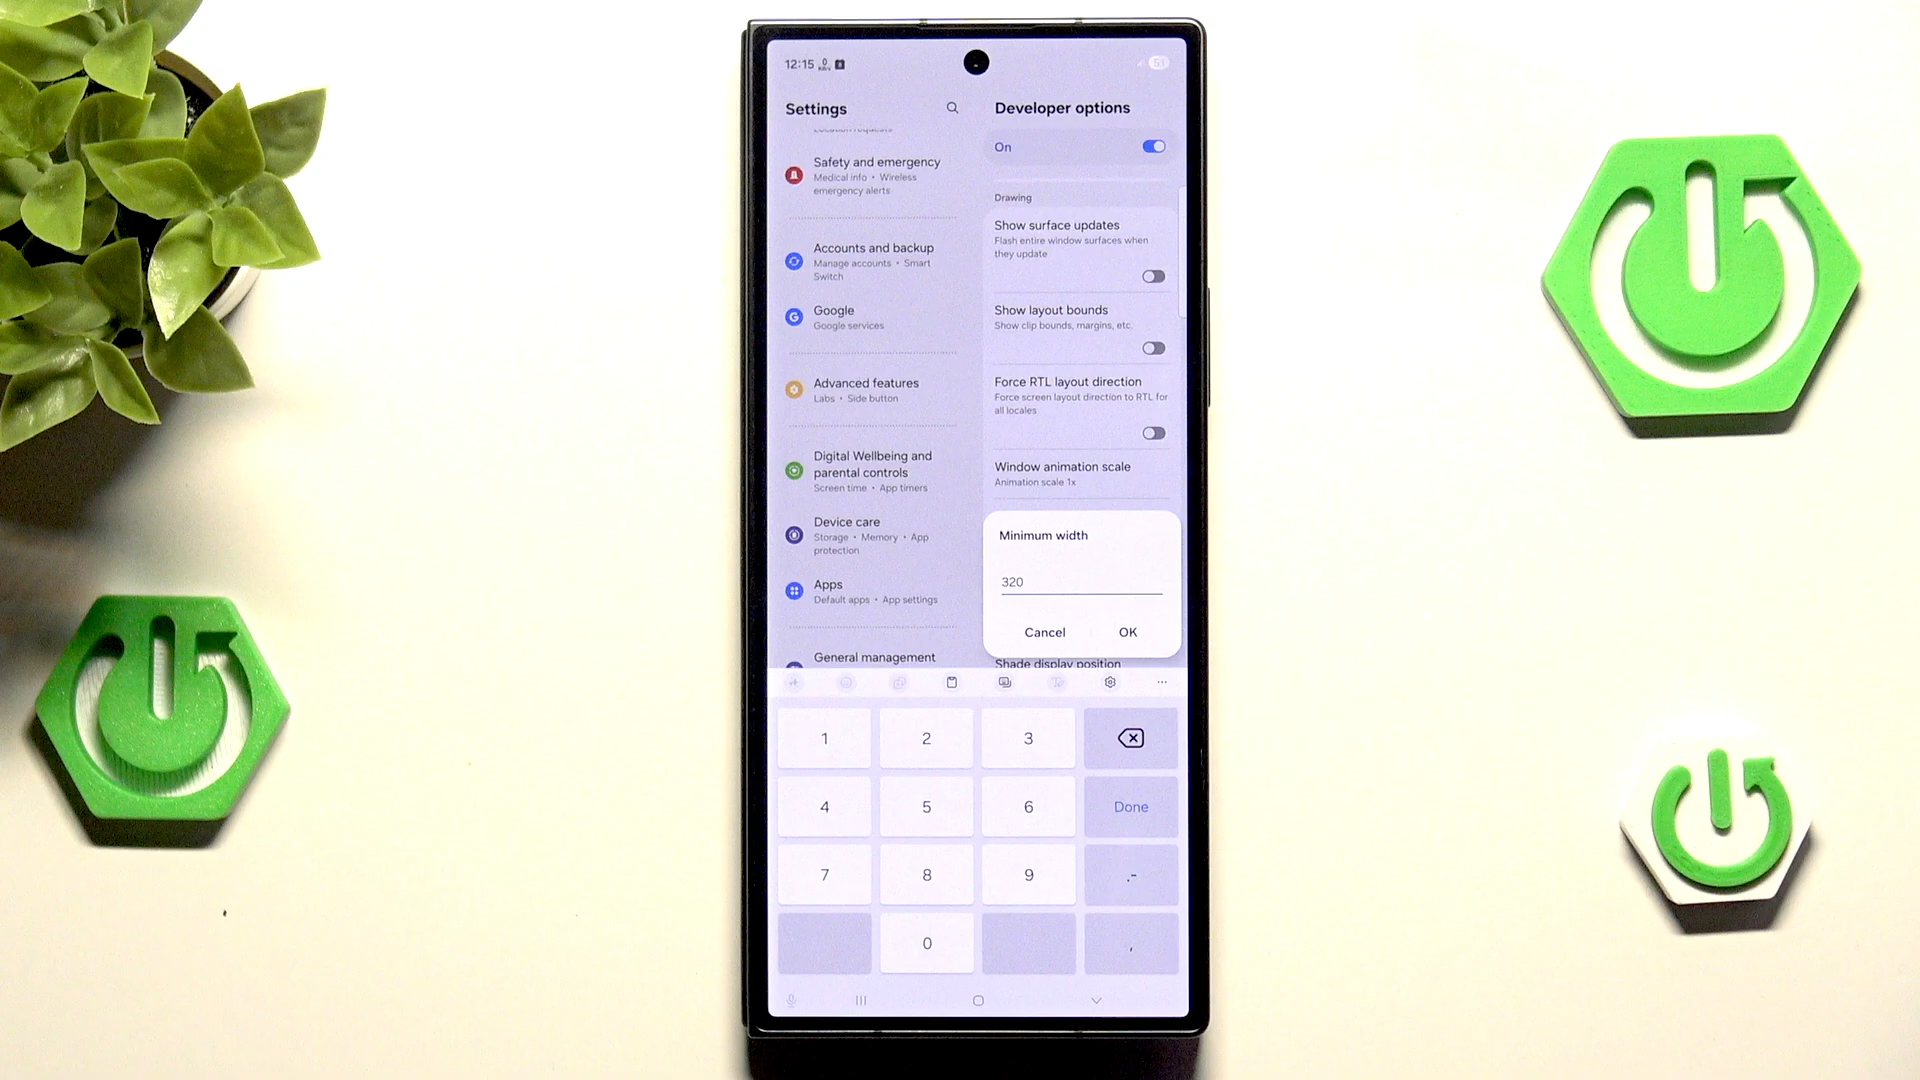 12:15
51
Settings
Location requests
Safety and emergency
Medical info • Wireless
emergency alerts
Accounts and backup
Manage accounts • Smart
Switch
Google
Google services
Advanced features
Labs • Side button
Digital Wellbeing and
parental controls
Screen time • App timers
Device care
Storage • Memory • App
protection
Apps
Default apps • App settings
General management
Developer options
On
Drawing
Show surface updates
Flash entire window surfaces when
they update
Show layout bounds
Show clip bounds, margins, etc.
Force RTL layout direction
Force screen layout direction to RTL for
all locales
Window animation scale
Animation scale 1x
Minimum width
320
Cancel OK
Shade display position
1 2 3
4 5 6 Done
7 8 9 .-
0 ,